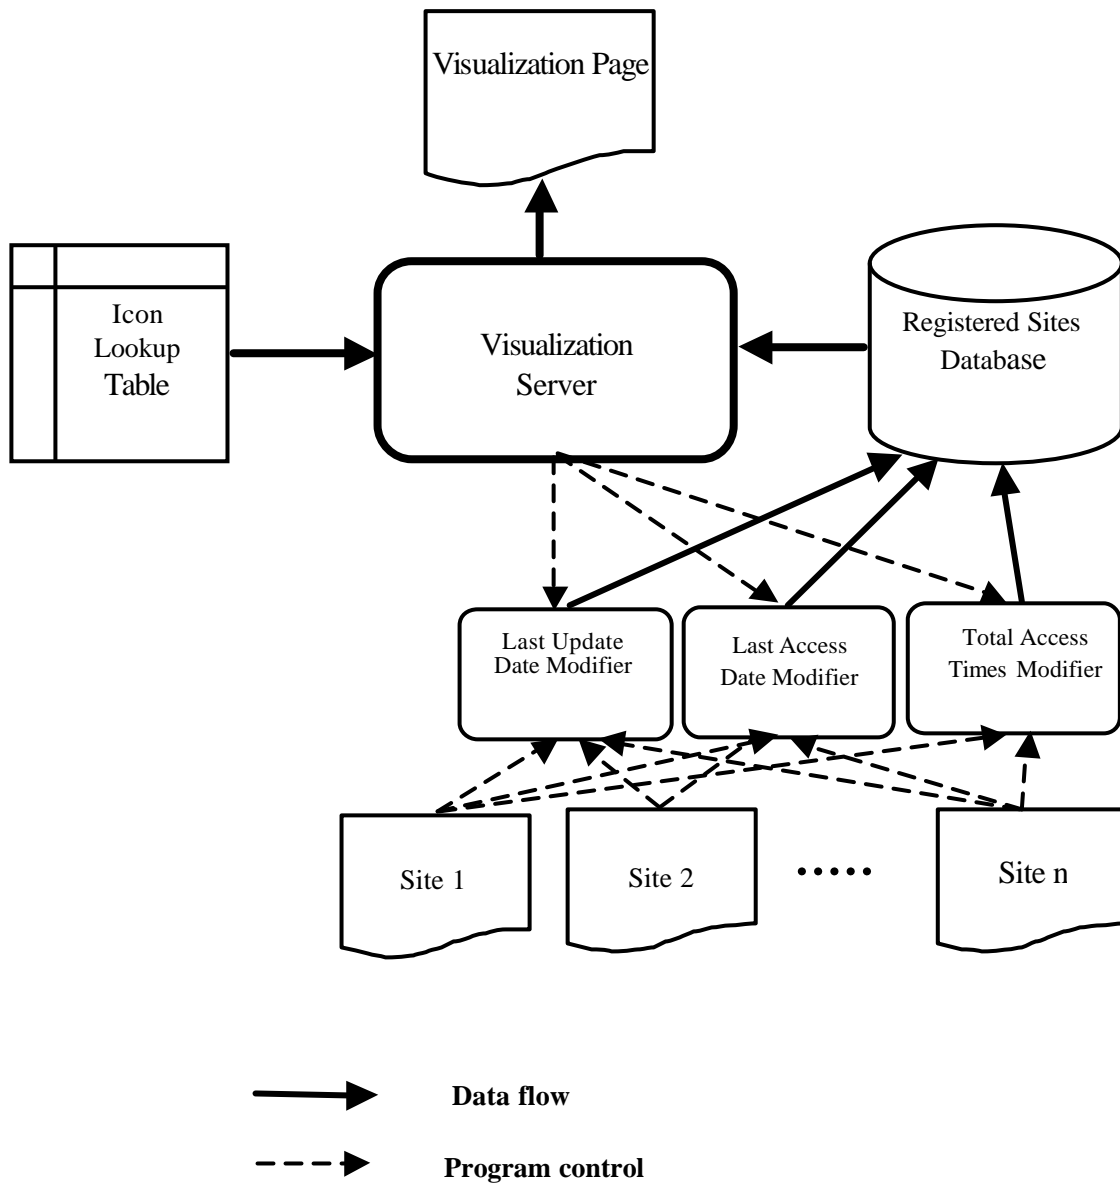 Visualization Page
Icon
Lookup
Table
Visualization
Server
Registered Sites
Database
Last Update
Date Modifier
Last Access
Date Modifier
Total Access
Times Modifier
Site 1
Site 2
Site n
Data flow
Program control